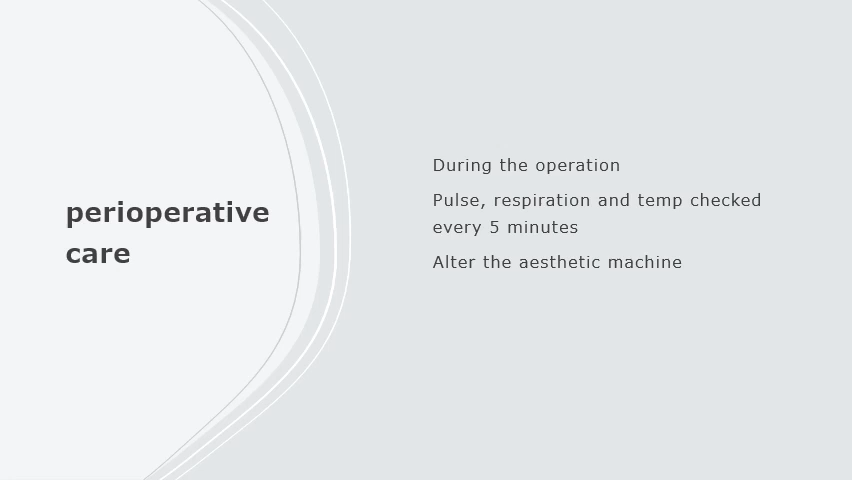 perioperative
care
During the operation
Pulse, respiration and temp checked
every 5 minutes
Alter the aesthetic machine